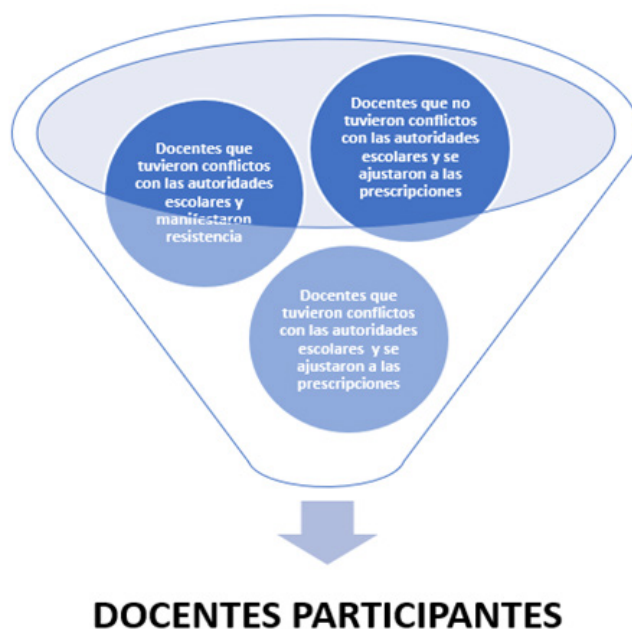 Docentes que
tuvieron conflictos
con las autoridades
escolares y
manifestaron
resistencia
Docentes que no
tuvieron conflictos
con las autoridades
escolares y se
ajustaron a las
prescripciones
Docentes que
tuvieron conflictos
con las autoridades
escolares y se
ajustaron a las
prescripciones
DOCENTES PARTICIPANTES